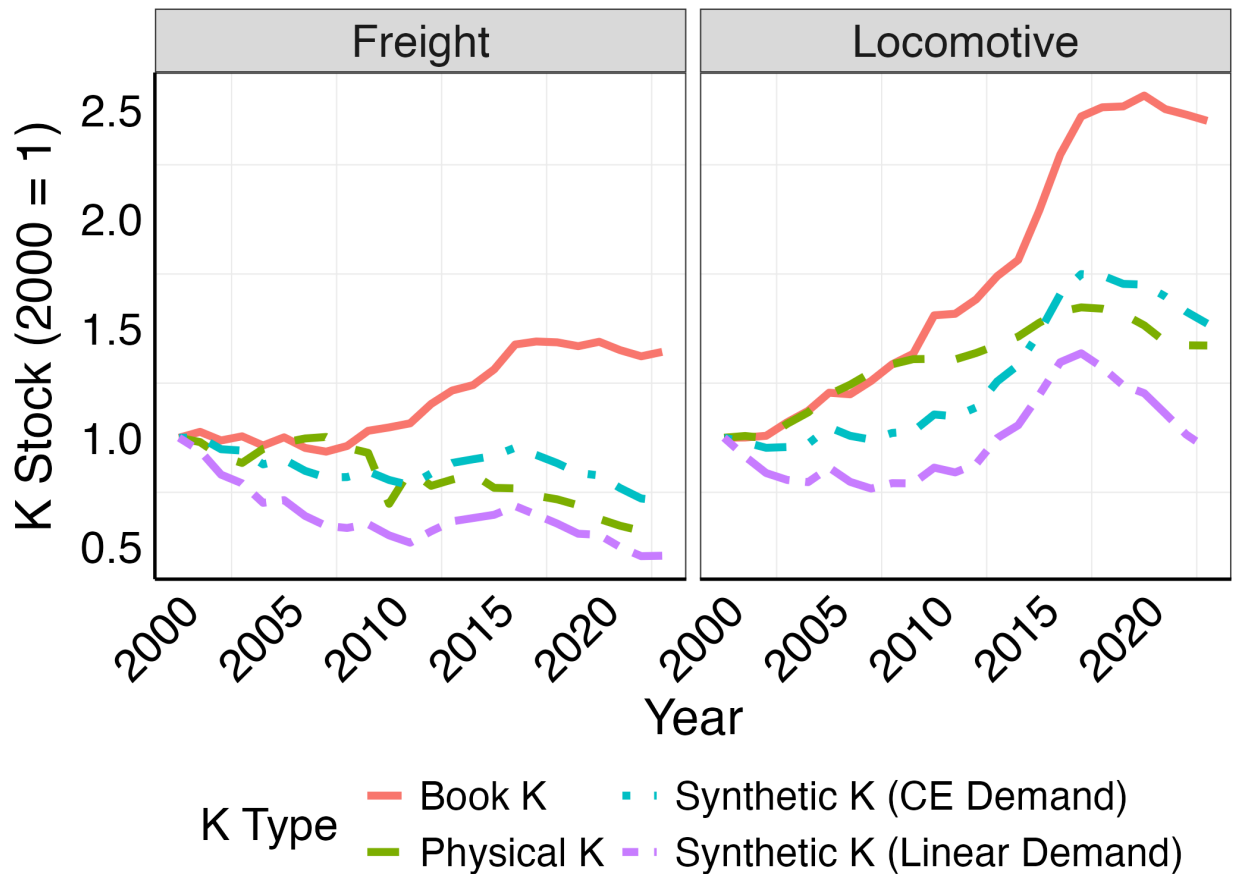 Freight
Locomotive
K Stock (2000 = 1)
2.5
2.0
1.5
1.0
0.5
2000 2005 2010 2015 2020
2000 2005 2010 2015 2020
Year
K Type
Book K
Physical K
Synthetic K (CE Demand)
Synthetic K (Linear Demand)